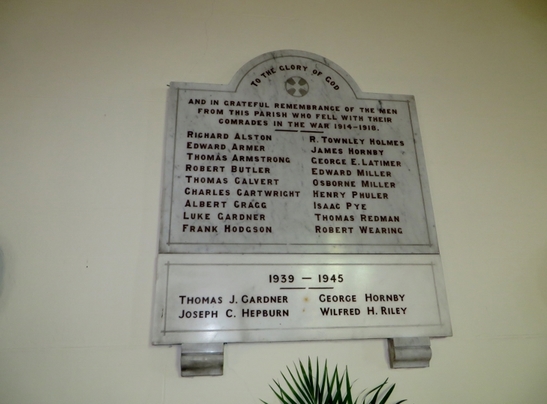 TO THE GLORY OF GOD
AND IN GRATEFUL REMEMBRANCE OF THE MEN
FROM THIS PARISH WHO FELL WITH THEIR
COMRADES IN THE WAR 1914-1918.
RICHARD ALSTON
EDWARD ARMER
THOMAS ARMSTRONG
ROBERT BUTLER
THOMAS CALVERT
CHARLES CARTWRIGHT
ALBERT CRAGG
LUKE GARDNER
FRANK HODGSON
R. TOWNLEY HOLMES
JAMES HORNBY
GEORGE E. LATIMER
EDWARD MILLER
OSBORNE MILLER
HENRY PHULER
ISAAC PYE
THOMAS REDMAN
ROBERT WEARING
1939 — 1945
THOMAS J. GARDNER
JOSEPH C. HEPBURN
GEORGE HORNBY
WILFRED H. RILEY